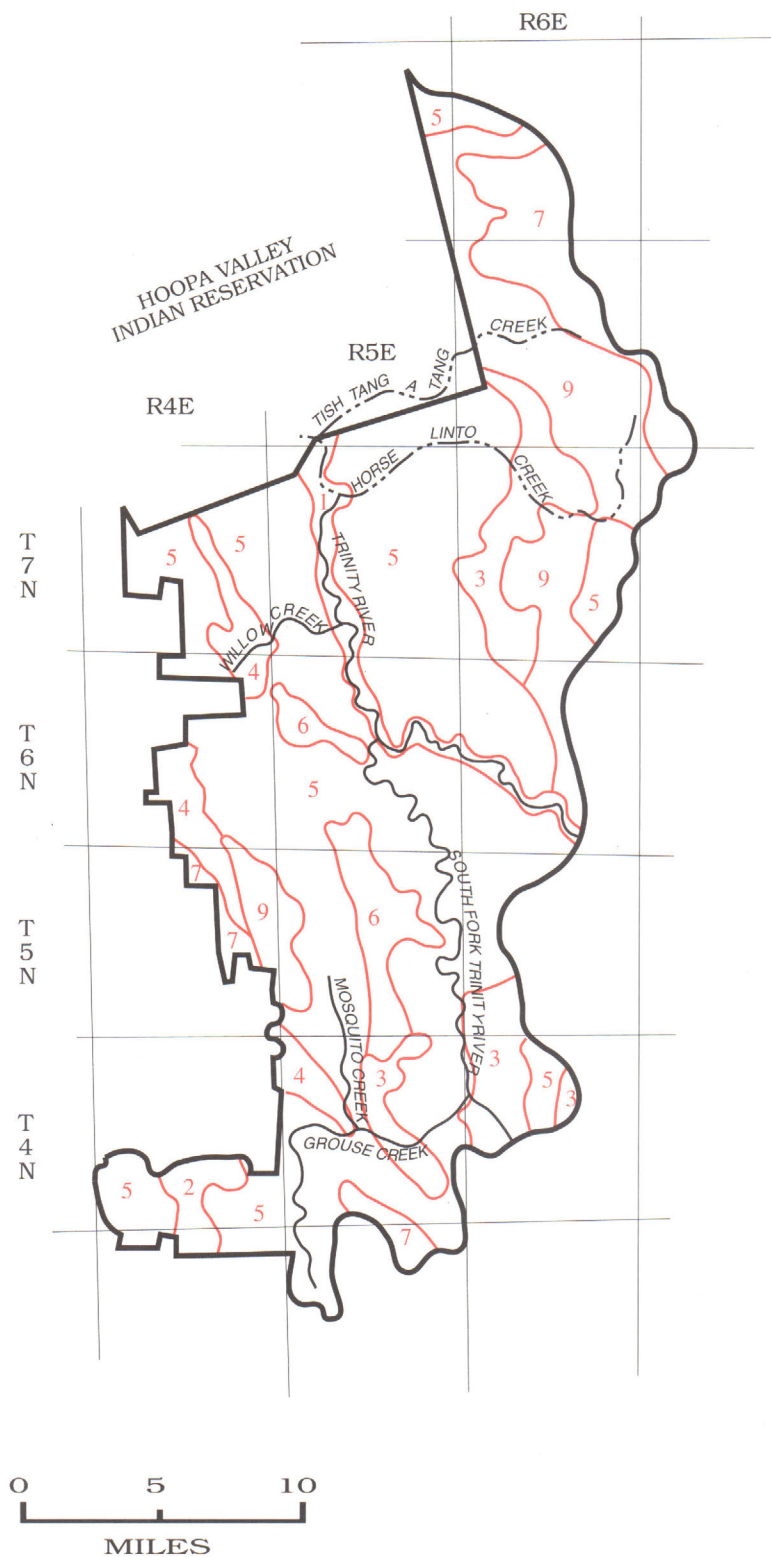 R6E
5
7
HOOPA VALLEY
INDIAN RESERVATION
CREEK
R5E
TISH TANG A TANG
9
R4E
LINTO
HORSE
CREEK
1
T
7
N
5
5
TRINITY RIVER
5
3
9
5
WILLOW CREEK
4
6
T
6
N
5
4
7
SOUTH FORK TRINITYRIVER
9
6
T
5
N
7
MOSQUITO CREEK
4
3
3
5
3
T
4
N
GROUSE CREEK
5
2
5
7
0 5 10
MILES